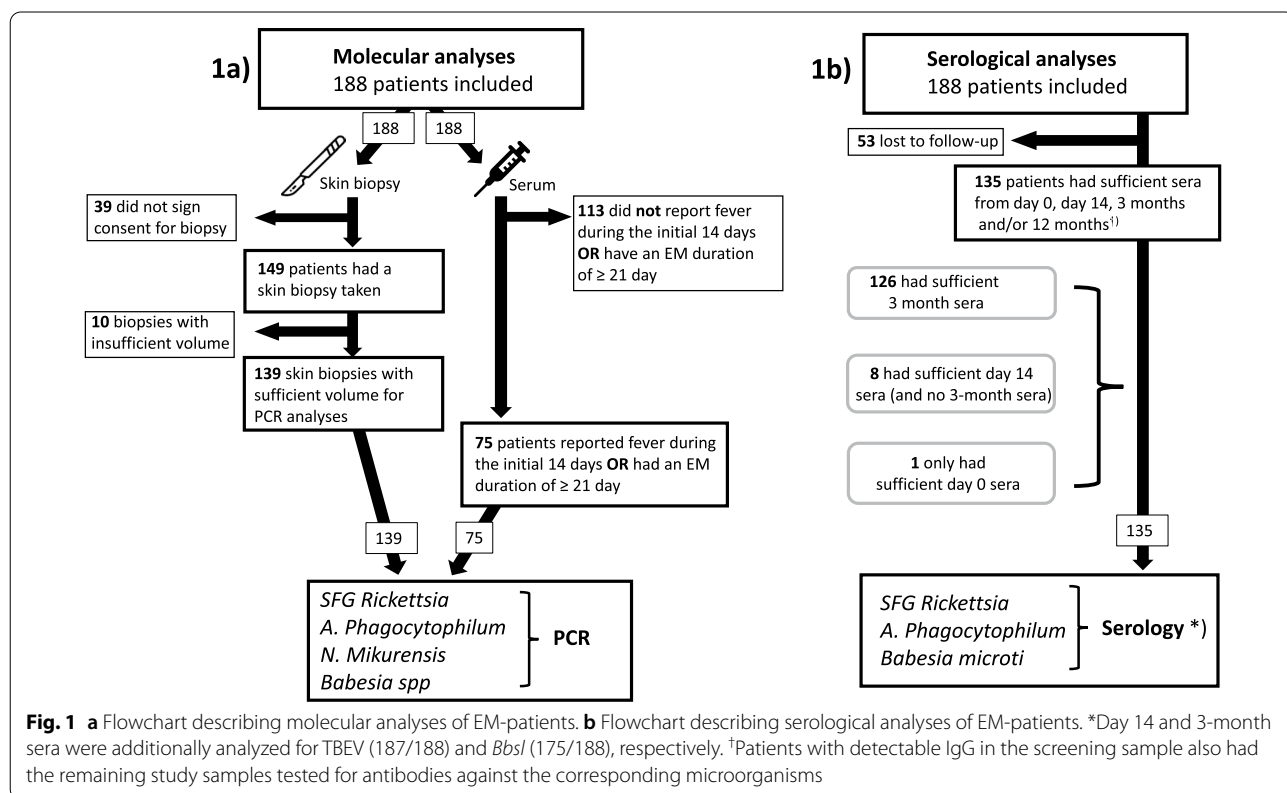 1a)
Molecular analyses
188 patients included
188
188
Skin biopsy
Serum
39 did not sign
consent for biopsy
113 did not report fever
during the initial 14 days
OR have an EM duration
of ≥ 21 day
149 patients had a
skin biopsy taken
10 biopsies with
insufficient volume
139 skin biopsies with
sufficient volume for
PCR analyses
75 patients reported fever during
the initial 14 days OR had an EM
duration of ≥ 21 day
139
75
SFG Rickettsia
A. Phagocytophilum
N. Mikurensis
Babesia spp
PCR
1b)
Serological analyses
188 patients included
53 lost to follow-up
135 patients had sufficient sera
from day 0, day 14, 3 months
and/or 12 months†)
126 had sufficient
3 month sera
8 had sufficient day 14
sera (and no 3-month sera)
1 only had
sufficient day 0 sera
135
SFG Rickettsia
A. Phagocytophilum
Babesia microti
Serology *)
Fig. 1 a Flowchart describing molecular analyses of EM-patients. b Flowchart describing serological analyses of EM-patients. *Day 14 and 3-month
sera were additionally analyzed for TBEV (187/188) and Bbsl (175/188), respectively. †Patients with detectable IgG in the screening sample also had
the remaining study samples tested for antibodies against the corresponding microorganisms